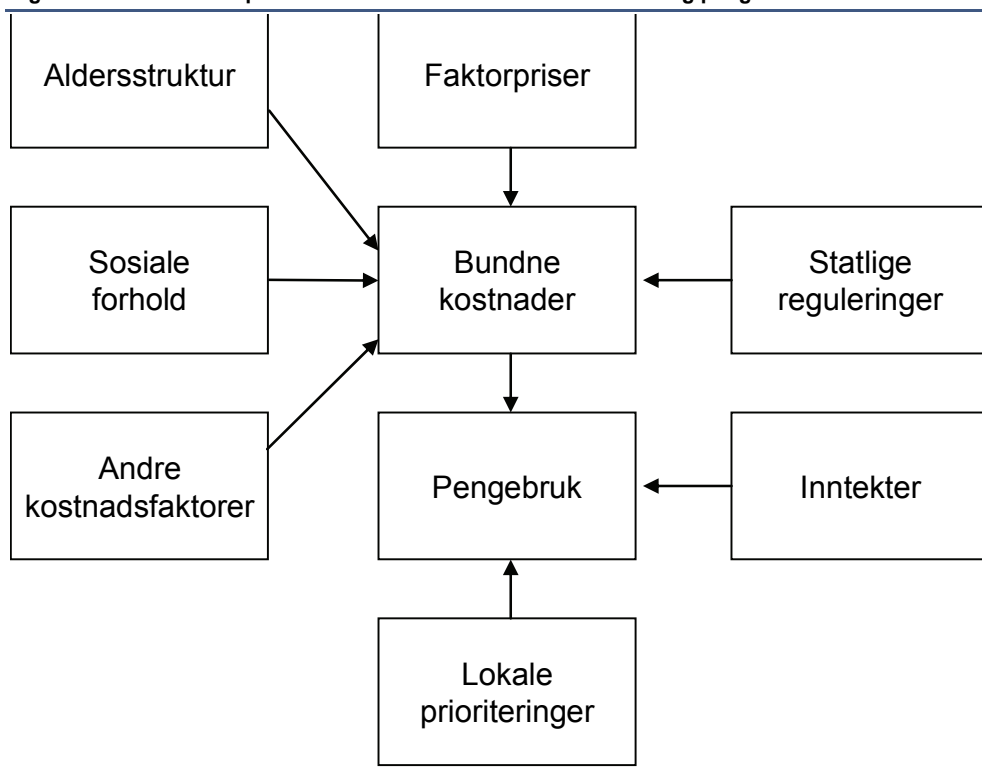 Aldersstruktur
Faktorpriser
Sosiale
forhold
Bundne
kostnader
Statlige
reguleringer
Andre
kostnadsfaktorer
Pengebruk
Inntekter
Lokale
prioriteringer